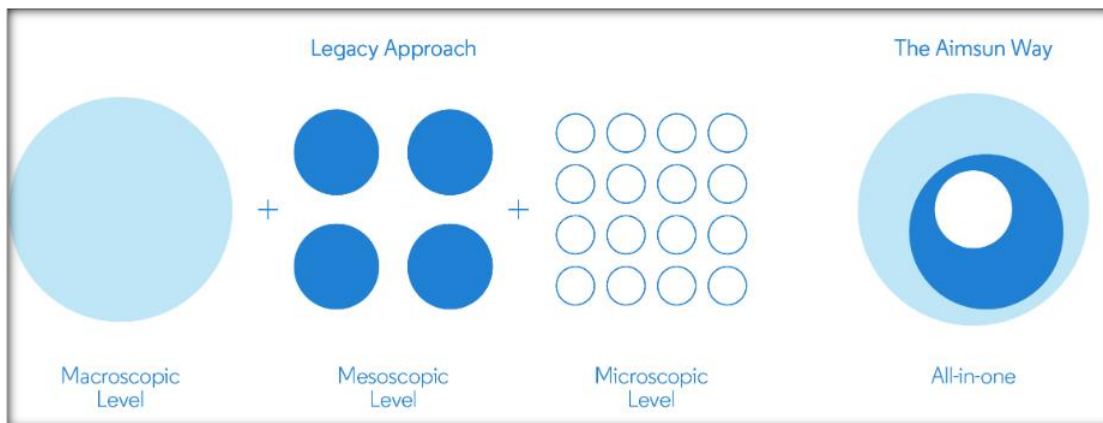 Legacy Approach
The Aimsun Way
+
+
Macroscopic
Level
Mesoscopic
Level
Microscopic
Level
All-in-one